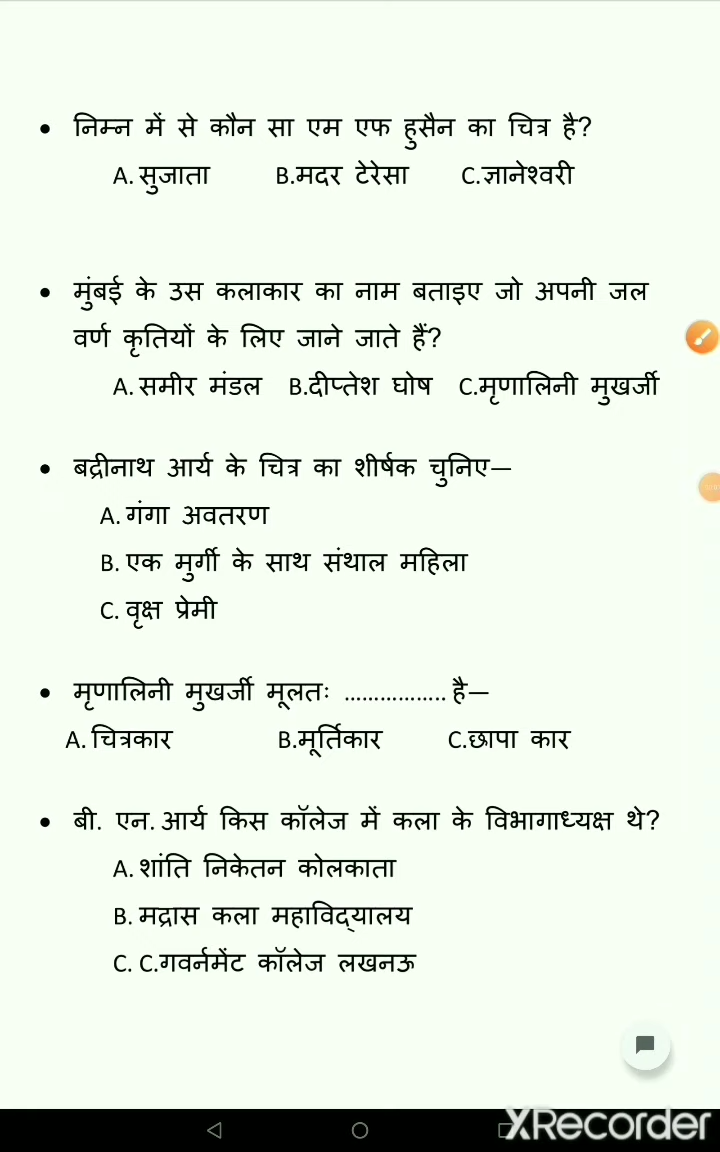 • निम्न में से कौन सा एम एफ हुसैन का चित्र है?
A. सुजाता B.मदर टेरेसा C.ज्ञानेश्वरी
• मुंबई के उस कलाकार का नाम बताइए जो अपनी जल
वर्ण कृतियों के लिए जाने जाते हैं?
A. समीर मंडल B.दीप्तेश घोष C.मृणालिनी मुखर्जी
• बद्रीनाथ आर्य के चित्र का शीर्षक चुनिए—
A. गंगा अवतरण
B. एक मुर्गी के साथ संथाल महिला
C. वृक्ष प्रेमी
• मृणालिनी मुखर्जी मूलतः ................. है—
A. चित्रकार B.मूर्तिकार C.छापा कार
• बी. एन. आर्य किस कॉलेज में कला के विभागाध्यक्ष थे?
A. शांति निकेतन कोलकाता
B. मद्रास कला महाविद्यालय
C. C.गवर्नमेंट कॉलेज लखनऊ
XRecorder